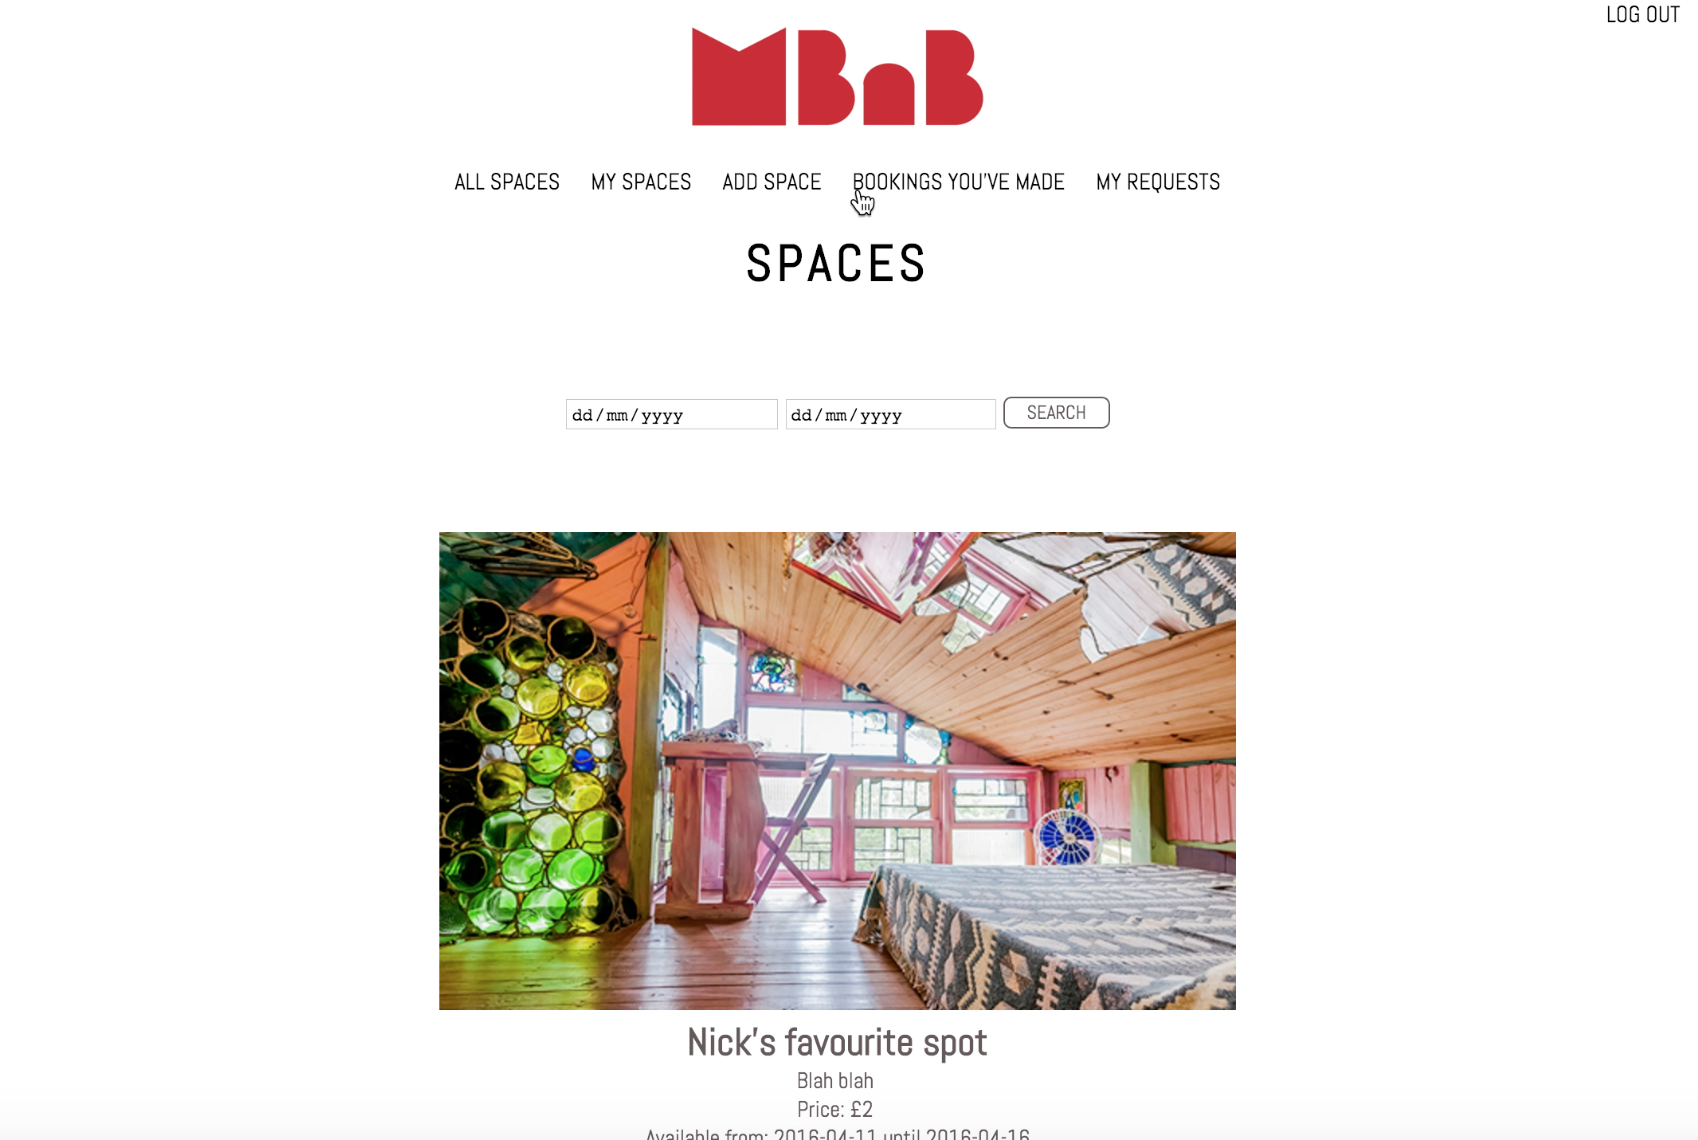 LOG OUT
MBnB
ALL SPACES MY SPACES ADD SPACE BOOKINGS YOU'VE MADE MY REQUESTS
SPACES
dd/mm/yyyy dd/mm/yyyy SEARCH
Nick's favourite spot
Blah blah
Price: £2
Available from: 2016-04-11 until 2016-04-16